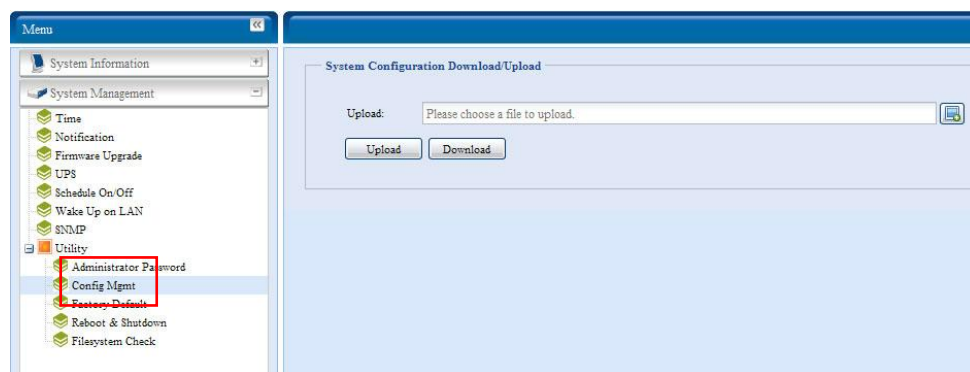 Menu
System Information
System Management
Time
Notification
Firmware Upgrade
UPS
Schedule On/Off
Wake Up on LAN
SNMP
Utility
Administrator Password
Config Mgmt
Factory Default
Reboot & Shutdown
Filesystem Check
System Configuration Download/Upload
Upload: Please choose a file to upload.
Upload Download